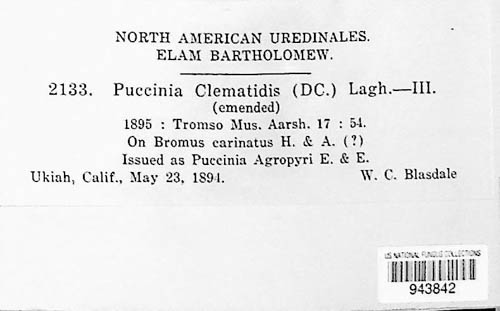 NORTH AMERICAN UREDINALES.
ELAM BARTHOLOMEW.
2133. Puccinia Clematidis (DC.) Lagh.—III.
(emended)
1895 : Tromso Mus. Aarsh. 17 : 54.
On Bromus carinatus H. & A. (?)
Issued as Puccinia Agropyri E. & E.
Ukiah, Calif., May 23, 1894. W. C. Blasdale
US NATIONAL FUNGUS COLLECTIONS
943842